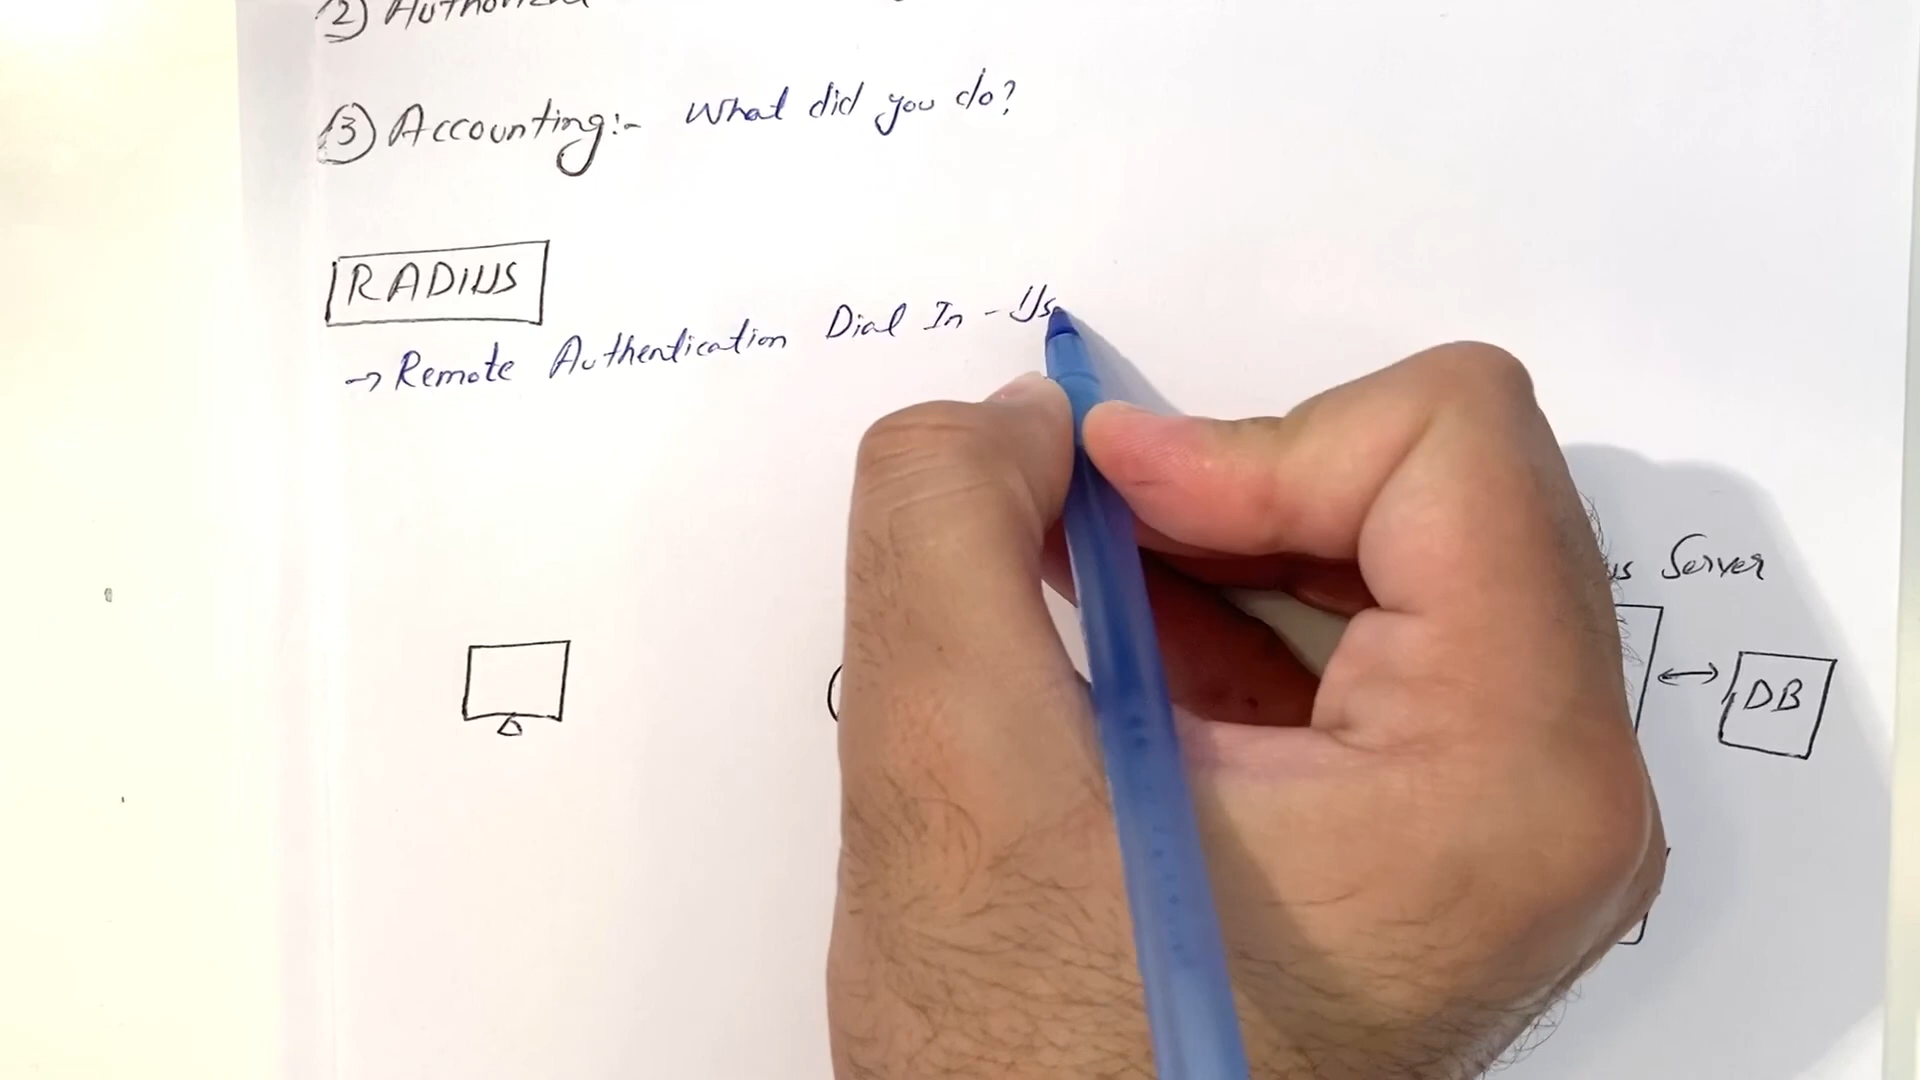 ③ Accounting:- What did you do?
RADIUS
→ Remote Authentication Dial In - Us
Server
DB